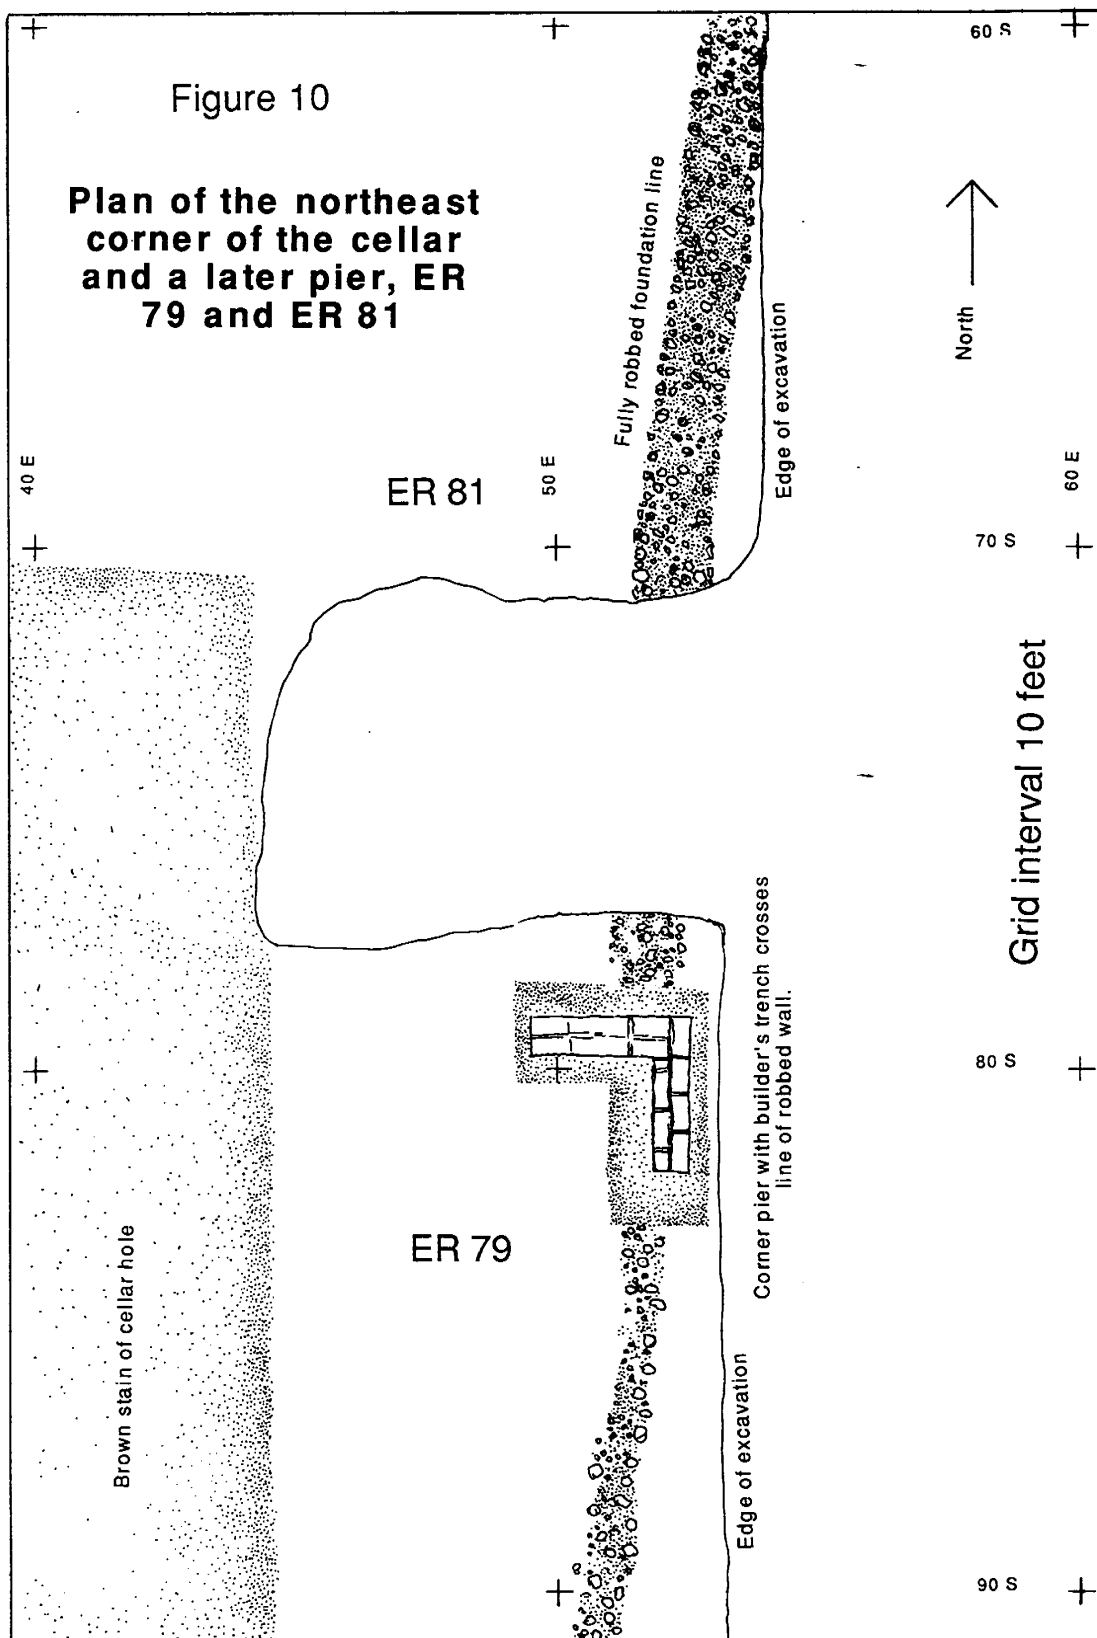 60 S
Figure 10
Plan of the northeast
corner of the cellar
and a later pier, ER
79 and ER 81
Fully robbed foundation line
North
Edge of excavation
40 E
ER 81
50 E
60 E
70 S
Grid interval 10 feet
Corner pier with builder's trench crosses
line of robbed wall.
80 S
ER 79
Brown stain of cellar hole
Edge of excavation
90 S